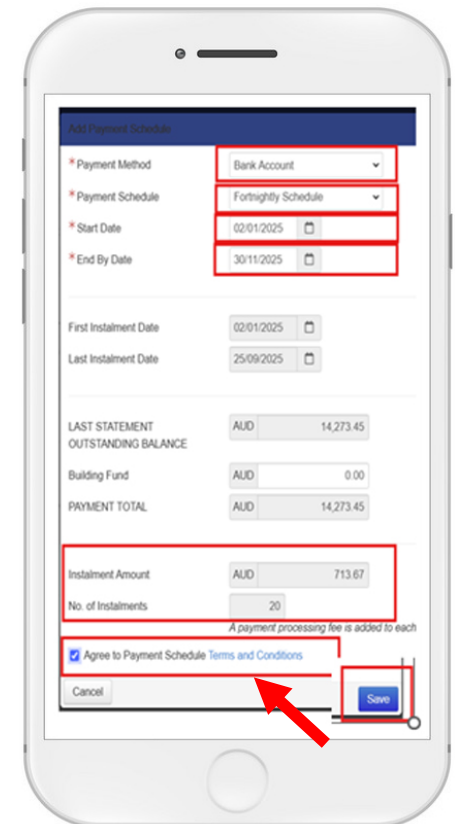 Add Payment Schedule
*Payment Method Bank Account
*Payment Schedule Fortnightly Schedule
*Start Date 02/01/2025
*End By Date 30/11/2025
First Instalment Date 02/01/2025
Last Instalment Date 25/09/2025
LAST STATEMENT AUD 14,273.45
OUTSTANDING BALANCE
Building Fund AUD 0.00
PAYMENT TOTAL AUD 14,273.45
Instalment Amount AUD 713.67
No. of Instalments 20
A payment processing fee is added to each
Agree to Payment Schedule Terms and Conditions
Cancel Save